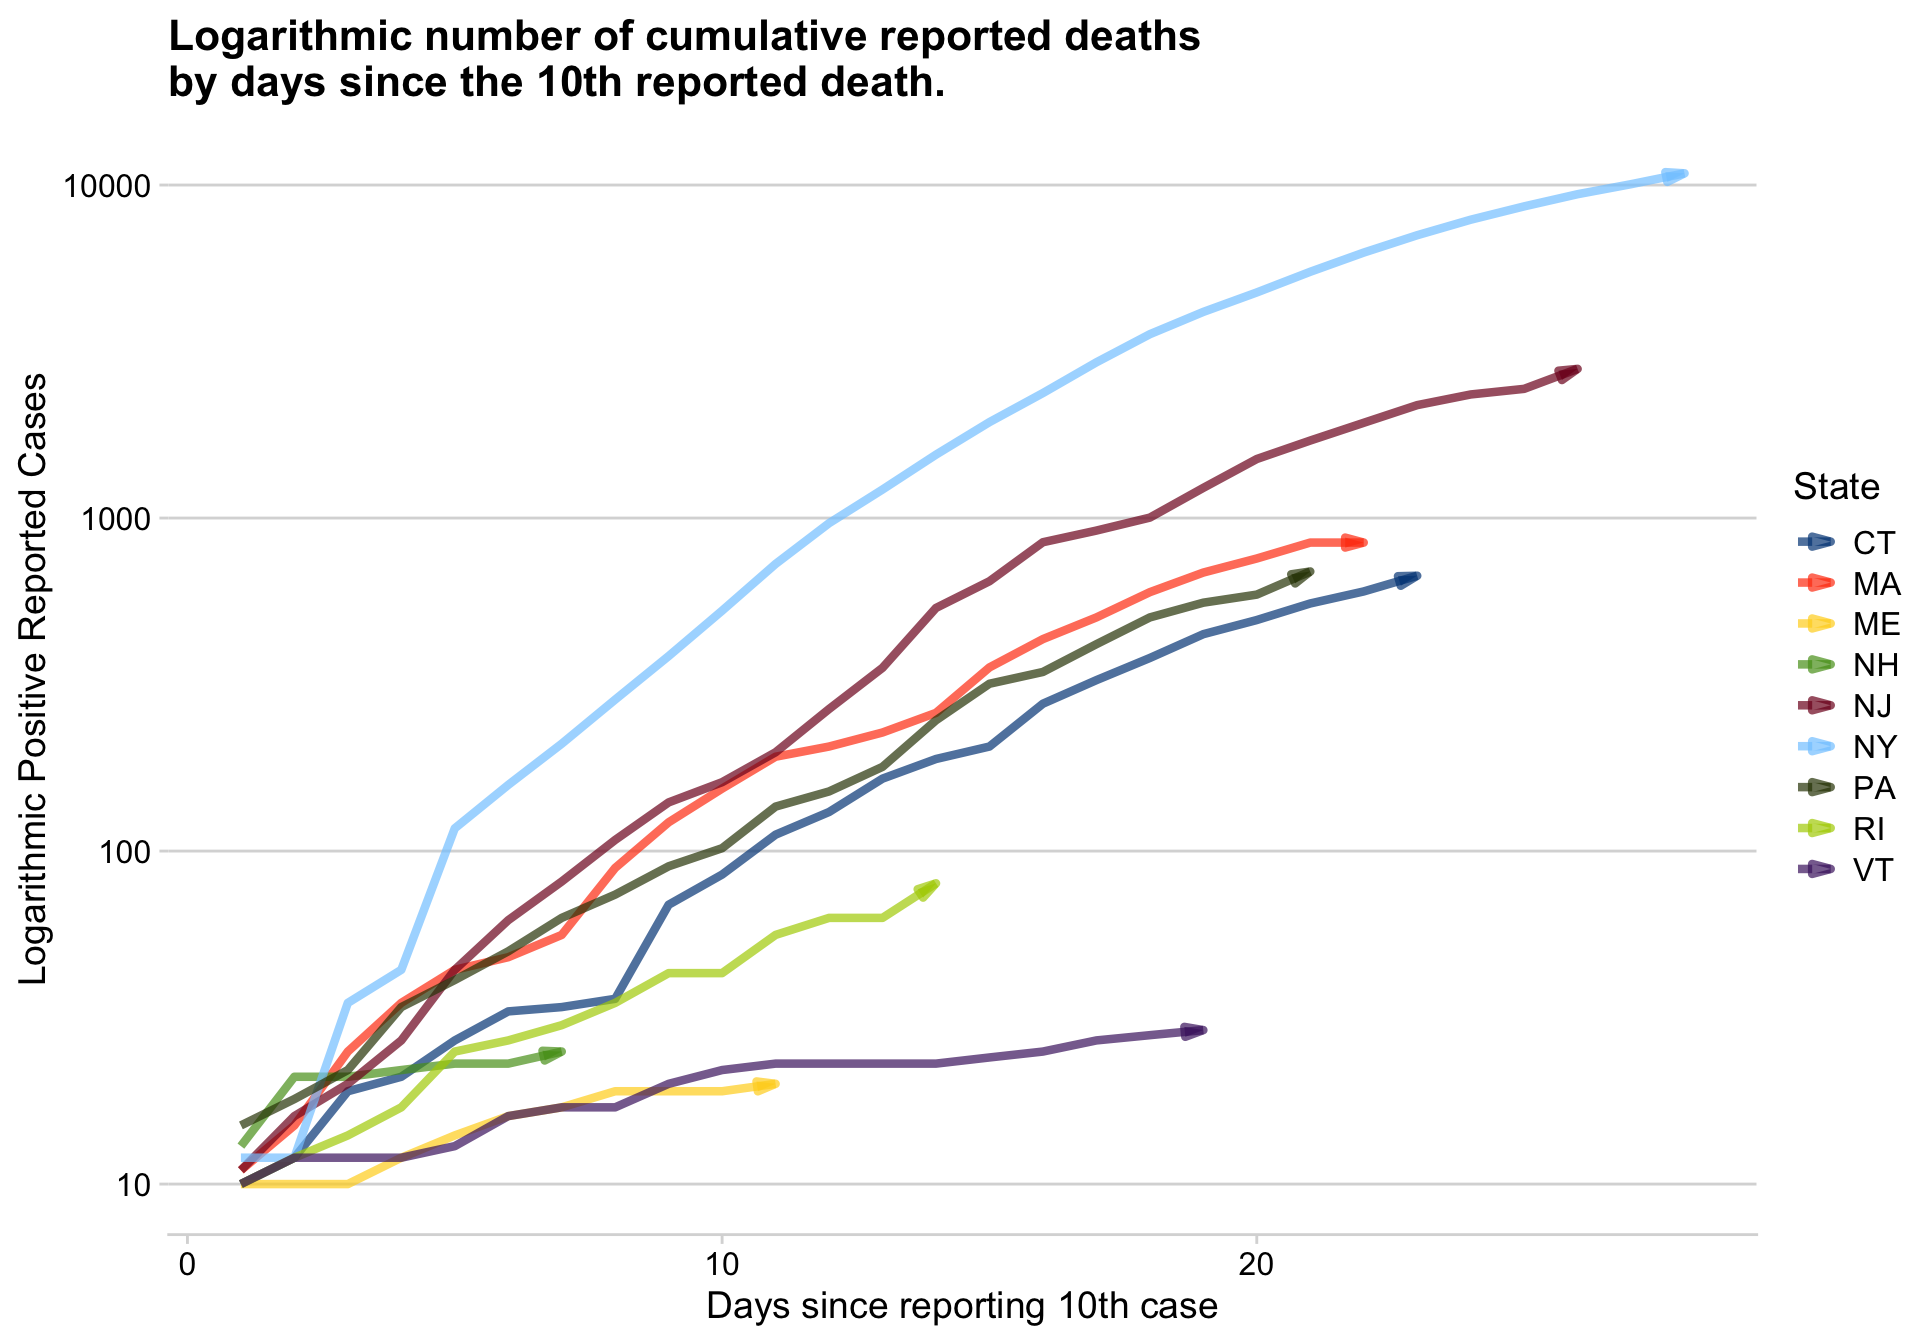 Logarithmic number of cumulative reported deaths
by days since the 10th reported death.
10000
1000
100
10
Logarithmic Positive Reported Cases
0
10
20
Days since reporting 10th case
State
CT
MA
ME
NH
NJ
NY
PA
RI
VT